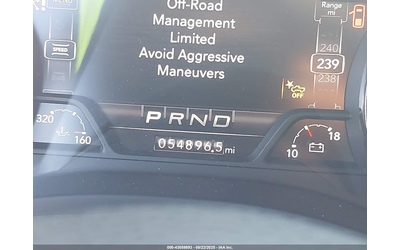 Off-Road
Management
Limited
Avoid Aggressive
Maneuvers
SPEED
Range
mi
240
239
238
OFF
P R N D
054896.5 mi
320
160
10
18